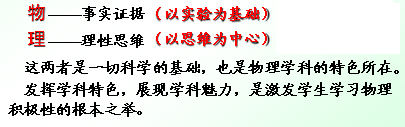 物——事实证据（以实验为基础）
理——理性思维（以思维为中心）
这两者是一切科学的基础，也是物理学科的特色所在。
发挥学科特色，展现学科魅力，是激发学生学习物理
积极性的根本之举。